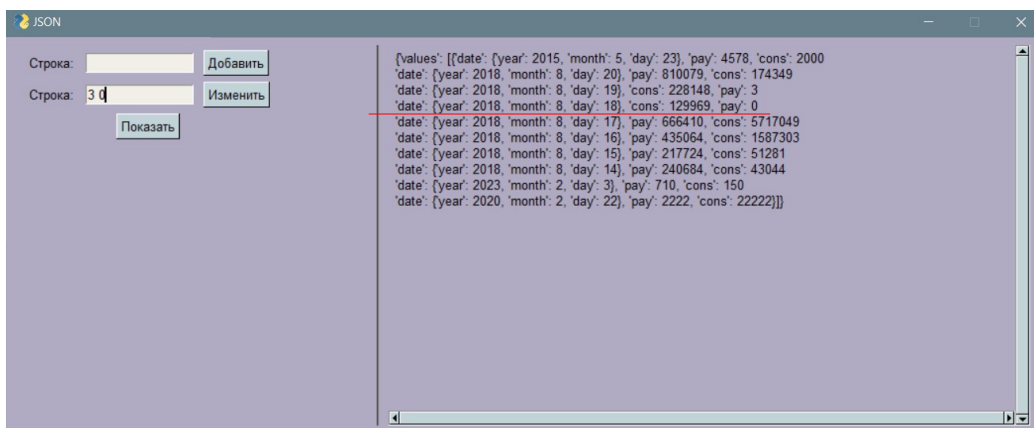 JSON
Строка:
Добавить
Строка: 3 0
Изменить
Показать
{'values': [{'date': {'year': 2015, 'month': 5, 'day': 23}, 'pay': 4578, 'cons': 2000
'date': {'year': 2018, 'month': 8, 'day': 20}, 'pay': 810079, 'cons': 174349
'date': {'year': 2018, 'month': 8, 'day': 19}, 'cons': 228148, 'pay': 3
'date': {'year': 2018, 'month': 8, 'day': 18}, 'cons': 129969, 'pay': 0
'date': {'year': 2018, 'month': 8, 'day': 17}, 'pay': 666410, 'cons': 5717049
'date': {'year': 2018, 'month': 8, 'day': 16}, 'pay': 435064, 'cons': 1587303
'date': {'year': 2018, 'month': 8, 'day': 15}, 'pay': 217724, 'cons': 51281
'date': {'year': 2018, 'month': 8, 'day': 14}, 'pay': 240684, 'cons': 43044
'date': {'year': 2023, 'month': 2, 'day': 3}, 'pay': 710, 'cons': 150
'date': {'year': 2020, 'month': 2, 'day': 22}, 'pay': 2222, 'cons': 22222}]}